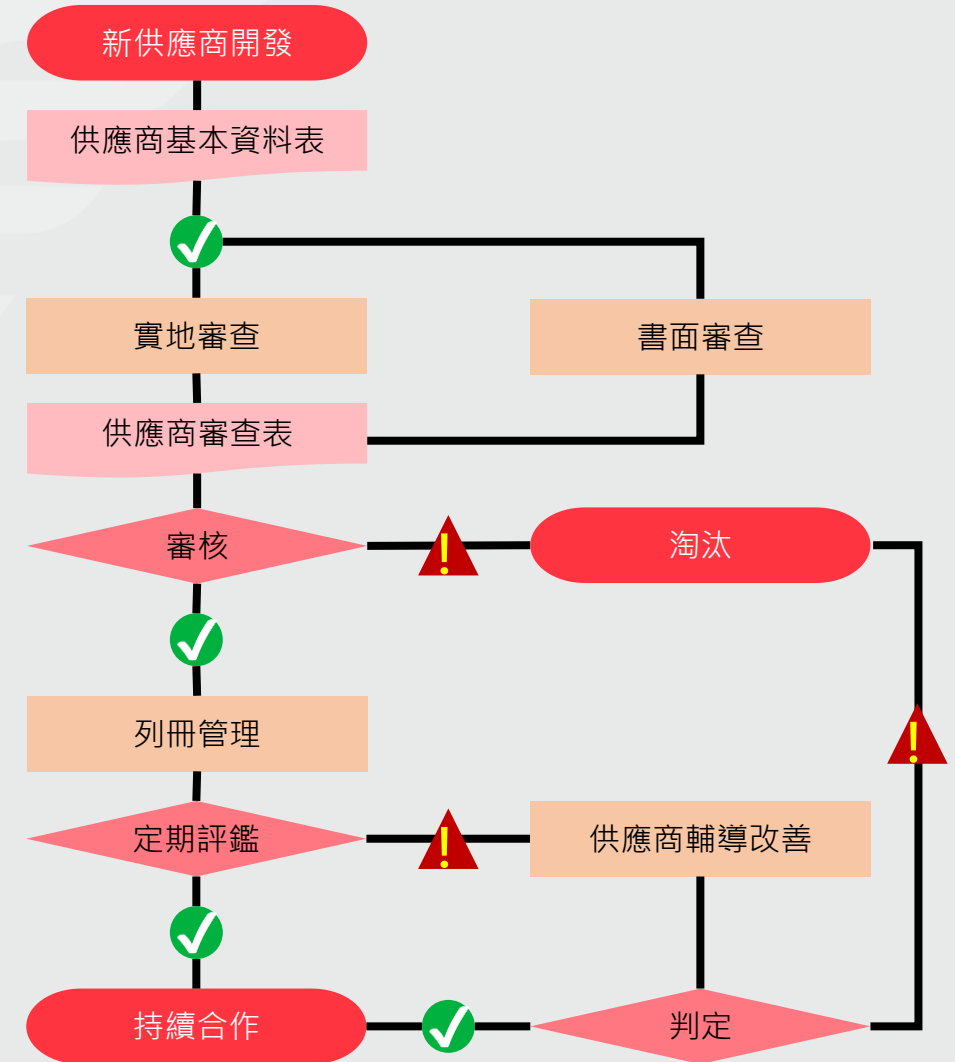 新供應商開發
供應商基本資料表
實地審查
書面審查
供應商審查表
審核
淘汰
列冊管理
定期評鑑
供應商輔導改善
持續合作
判定